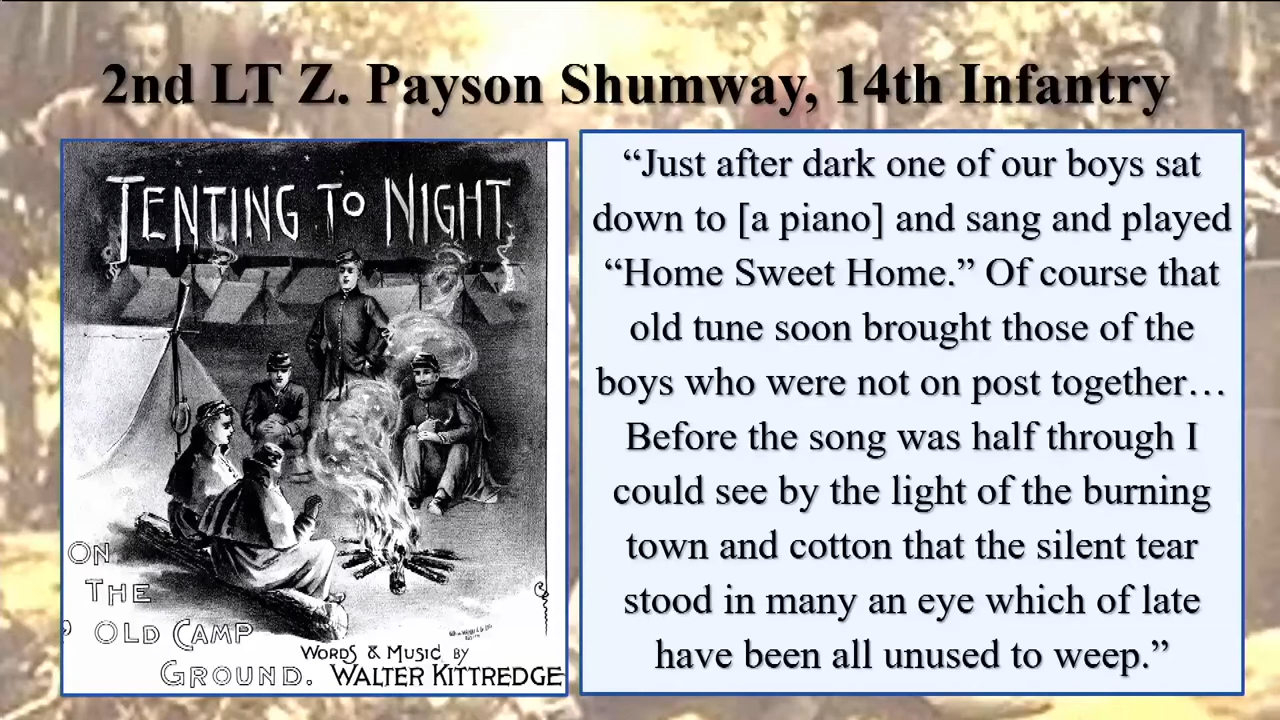 2nd LT Z. Payson Shumway, 14th Infantry
TENTING TO NIGHT
ON
THE
OLD CAMP
GROUND.
WORDS & MUSIC BY
WALTER KITTREDGE
“Just after dark one of our boys sat
down to [a piano] and sang and played
“Home Sweet Home.” Of course that
old tune soon brought those of the
boys who were not on post together…
Before the song was half through I
could see by the light of the burning
town and cotton that the silent tear
stood in many an eye which of late
have been all unused to weep.”